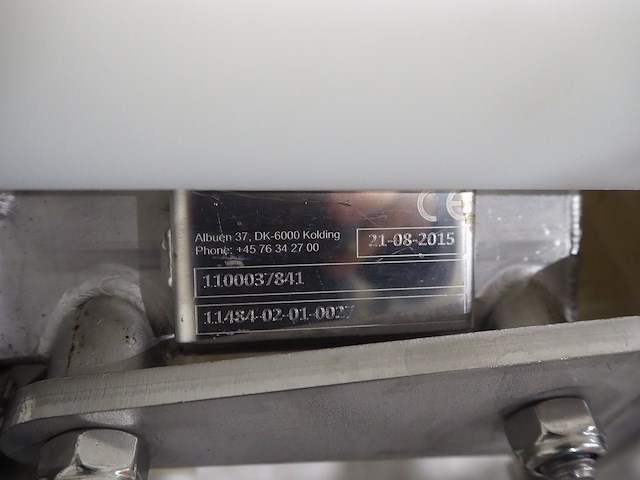 CE
Albuen 37, DK-6000 Kolding
Phone: +45 76 34 27 00
21-08-2015
1100037841
11484-02-01-0027